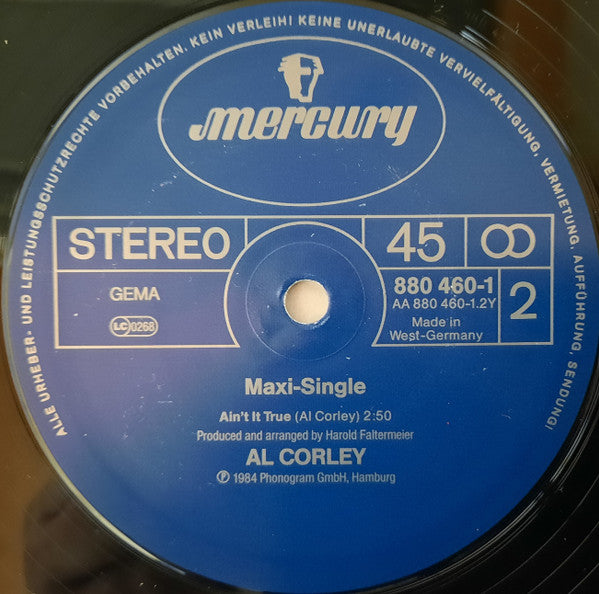 ALLE URHEBER- UND LEISTUNGSSCHUTZRECHTE VORBEHALTEN. KEIN VERLEIH! KEINE UNERLAUBTE VERVIELFÄLTIGUNG, VERMIETUNG, AUFFÜHRUNG, SENDUNG!
mercury
STEREO 45
GEMA
LC 0268
880 460-1
AA 880 460-1.2Y
Made in
West-Germany
2
Maxi-Single
Ain't It True (Al Corley) 2:50
Produced and arranged by Harold Faltermeier
AL CORLEY
℗ 1984 Phonogram GmbH, Hamburg